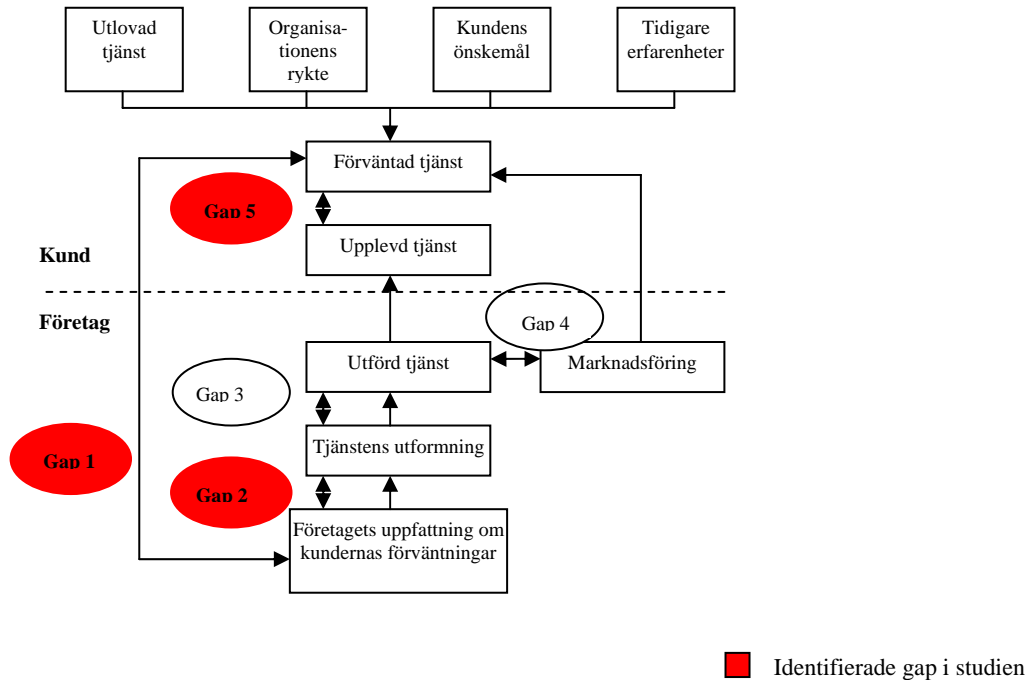 Utlovad
tjänst
Organisa-
tionens
rykte
Kundens
önskemål
Tidigare
erfarenheter
Förväntad tjänst
Gap 5
Upplevd tjänst
Kund
Företag
Gap 4
Utförd tjänst
Marknadsföring
Gap 3
Tjänstens utformning
Gap 1
Gap 2
Företagets uppfattning om
kundernas förväntningar
Identifierade gap i studien